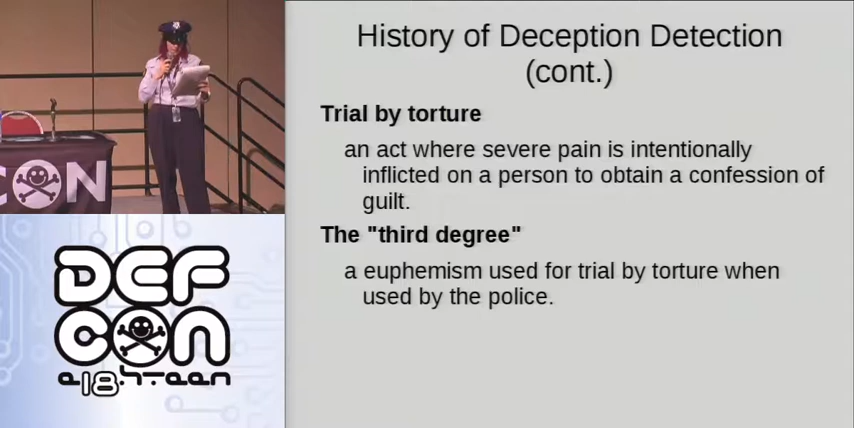 History of Deception Detection
(cont.)
Trial by torture
an act where severe pain is intentionally
inflicted on a person to obtain a confession of
guilt.
The "third degree"
a euphemism used for trial by torture when
used by the police.
CON
DEF
CON
e18.h-teen